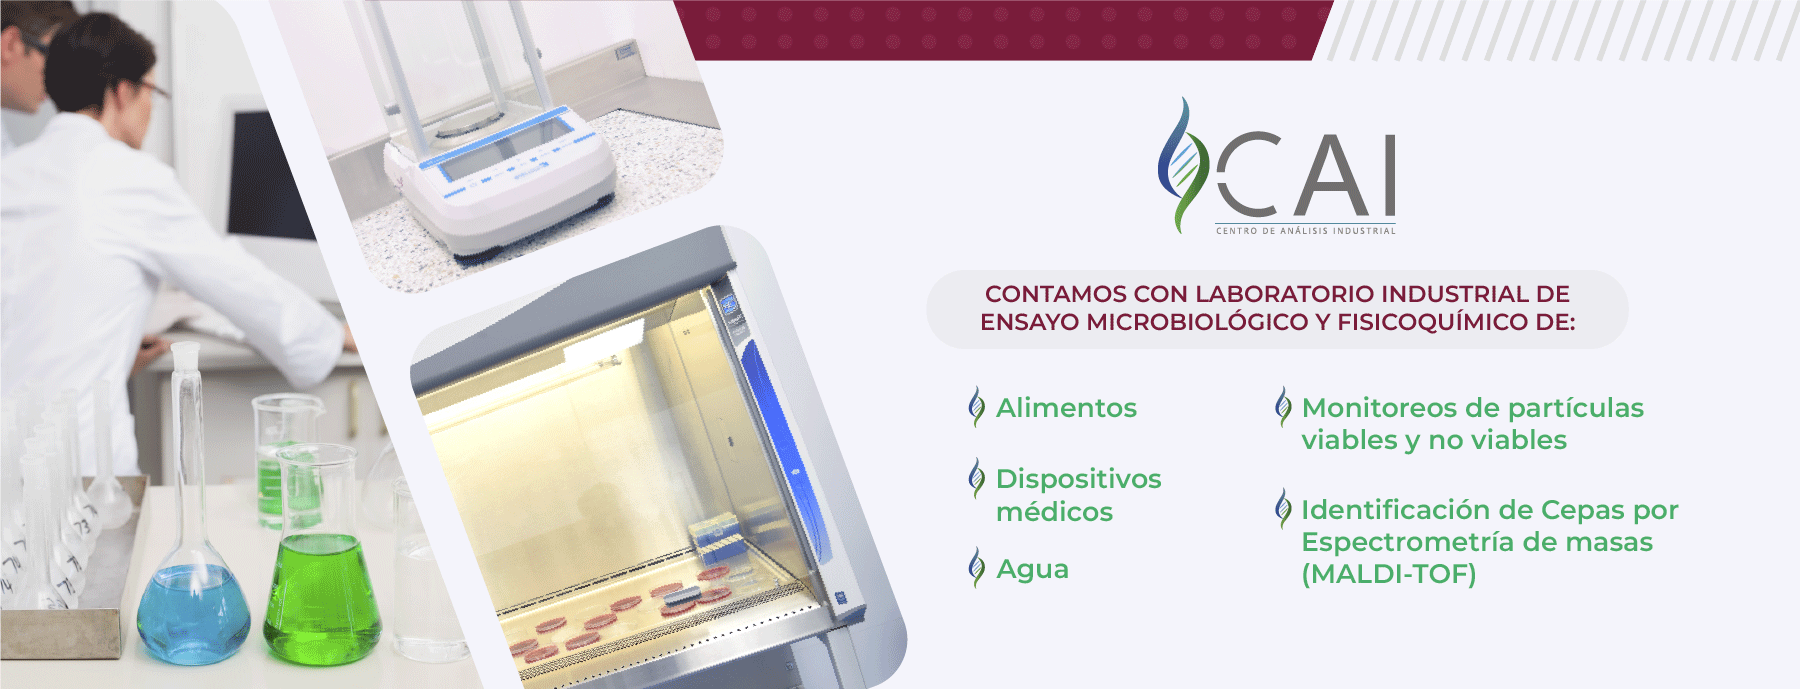 CAI
CENTRO DE ANÁLISIS INDUSTRIAL
CONTAMOS CON LABORATORIO INDUSTRIAL DE
ENSAYO MICROBIOLÓGICO Y FISICOQUÍMICO DE:
Alimentos
Dispositivos
médicos
Agua
Monitoreos de partículas
viables y no viables
Identificación de Cepas por
Espectrometría de masas
(MALDI-TOF)